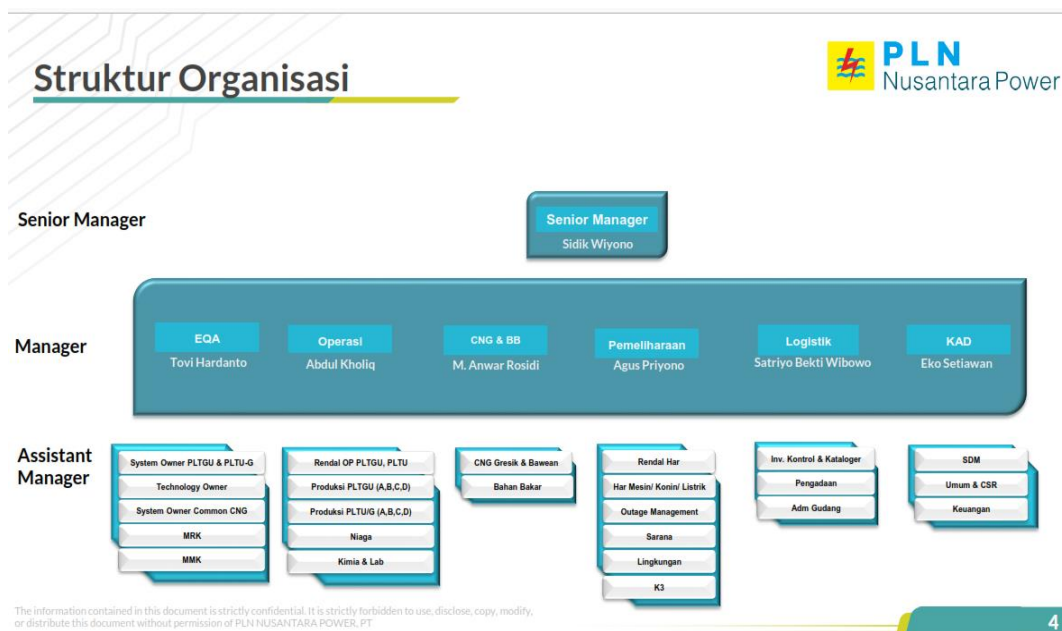 Struktur Organisasi
PLN
Nusantara Power
Senior Manager
Senior Manager
Sidik Wiyono
Manager
EQA
Tovi Hardanto
Operasi
Abdul Kholiq
CNG & BB
M. Anwar Rosidi
Pemeliharaan
Agus Priyono
Logistik
Satriyo Bekti Wibowo
KAD
Eko Setiawan
Assistant
Manager
System Owner PLTGU & PLTU-G
Technology Owner
System Owner Common CNG
MRK
MMK
Rendal OP PLTGU, PLTU
Produksi PLTGU (A,B,C,D)
Produksi PLTU/G (A,B,C,D)
Niaga
Kimia & Lab
CNG Gresik & Bawean
Bahan Bakar
Rendal Har
Har Mesin/ Konin/ Listrik
Outage Management
Sarana
Lingkungan
K3
Inv. Kontrol & Kataloger
Pengadaan
Adm Gudang
SDM
Umum & CSR
Keuangan
The information contained in this document is strictly confidential. It is strictly forbidden to use, disclose, copy, modify,
or distribute this document without permission of PLN NUSANTARA POWER, PT
4